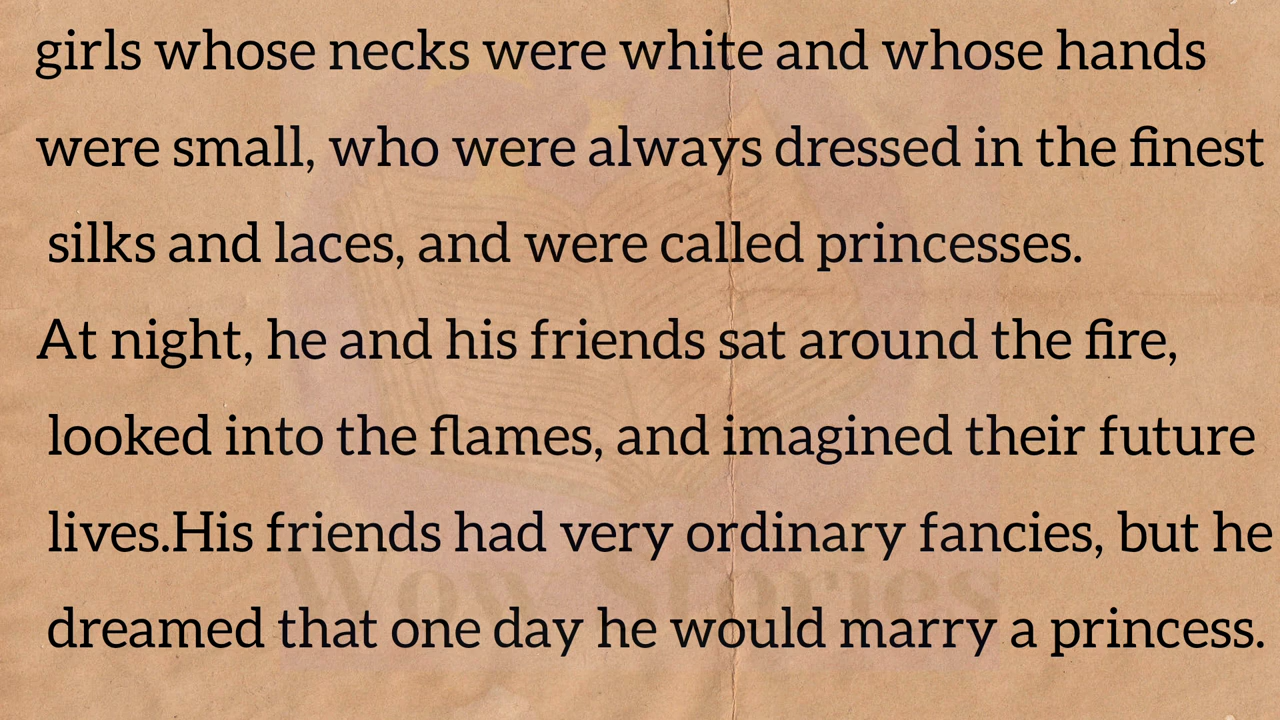 girls whose necks were white and whose hands
were small, who were always dressed in the finest
silks and laces, and were called princesses.
At night, he and his friends sat around the fire,
looked into the flames, and imagined their future
lives.His friends had very ordinary fancies, but he
dreamed that one day he would marry a princess.
Wow Stories